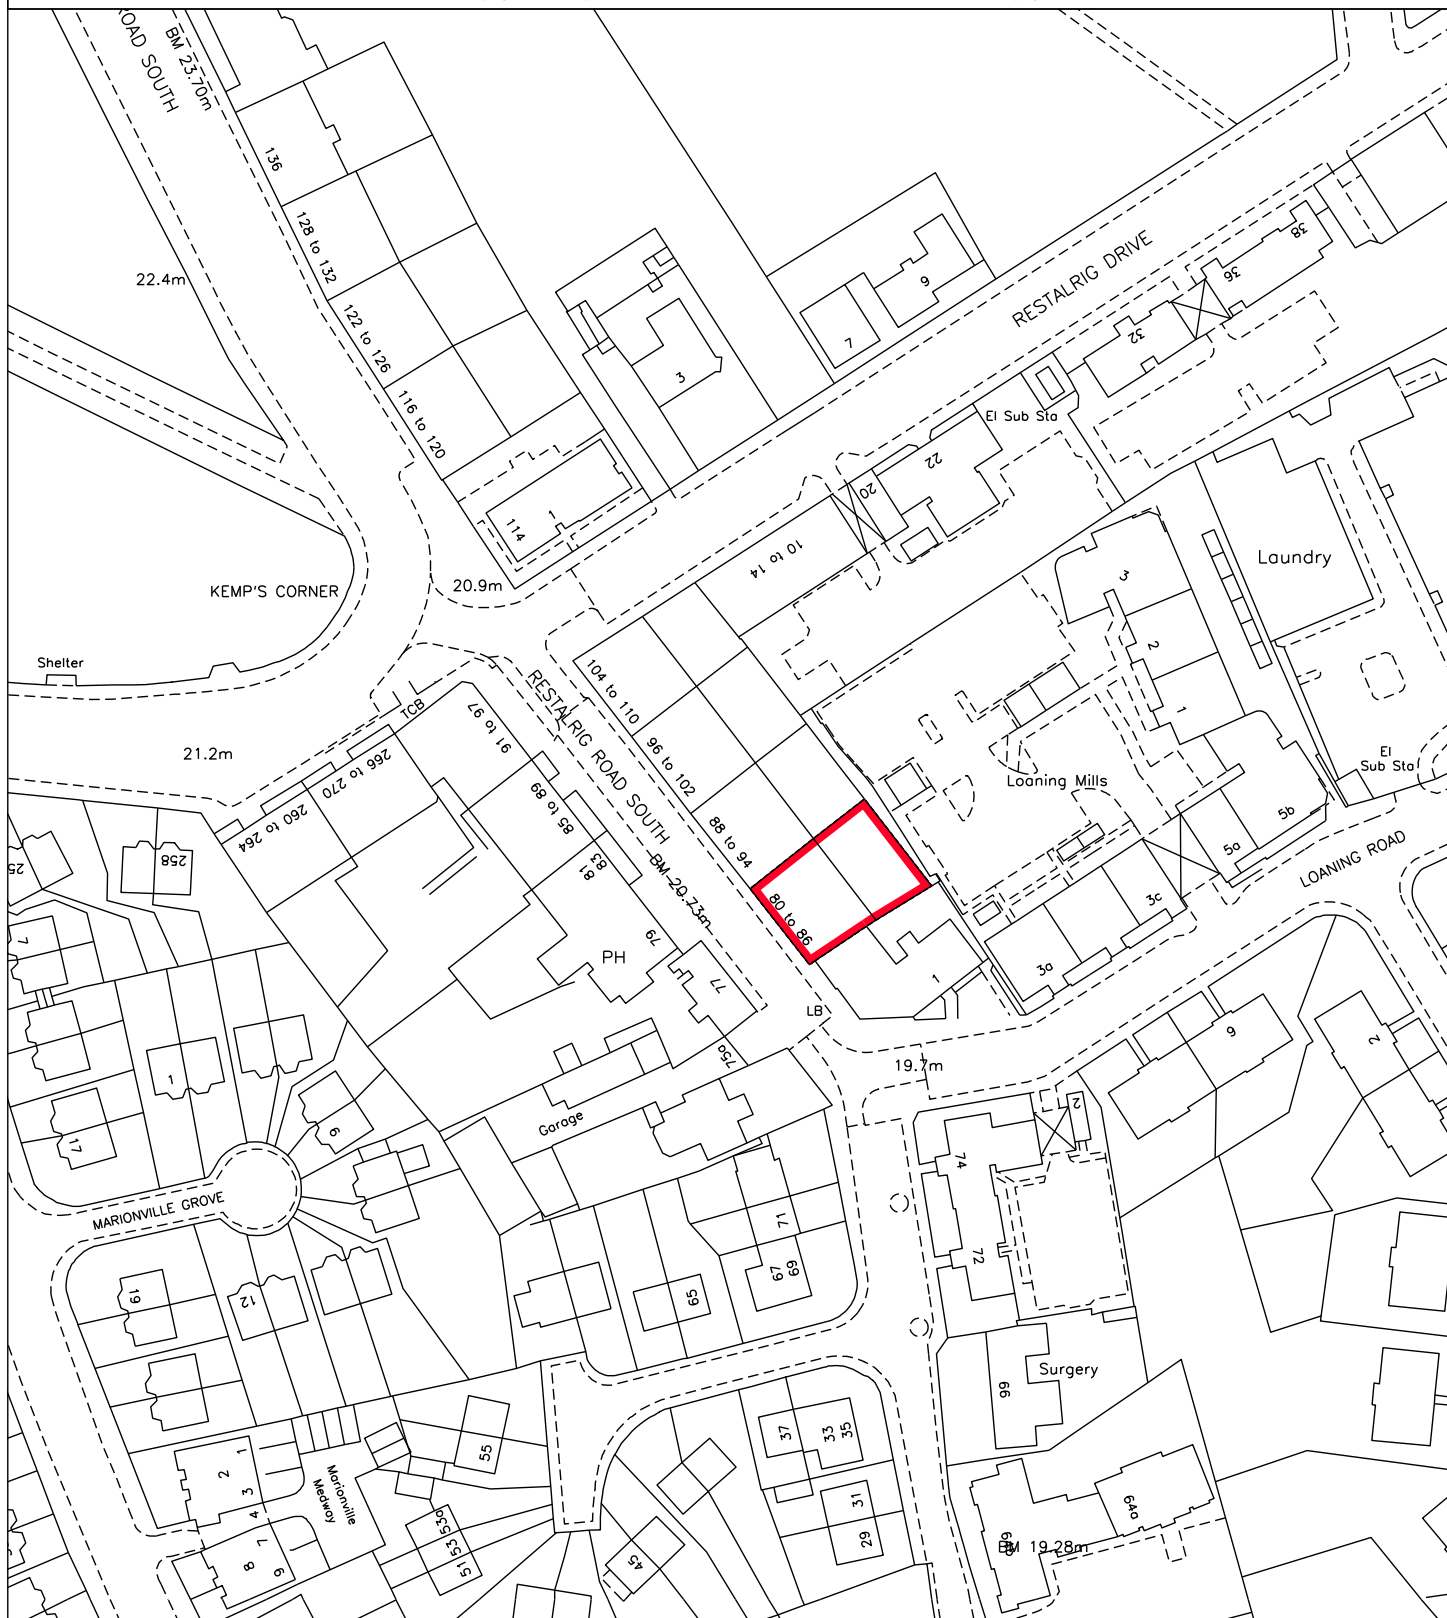 ROAD SOUTH
BM 23.70m
136
128 to 132
22.4m
122 to 126
116 to 120
114
1
3
7
9
RESTALRIG DRIVE
38
36
32
El Sub Sta
22
20
10 to 14
KEMP'S CORNER
20.9m
Shelter
21.2m
TCB
RESTALRIG ROAD SOUTH
BM 20.73m
104 to 110
96 to 102
88 to 94
80 to 86
91 to 97
85 to 89
83
81
79
77
75a
PH
266 to 270
260 to 264
258
Laundry
3
2
1
Loaning Mills
El
Sub Sta
5b
5a
3c
3a
1
LOANING ROAD
LB
19.7m
7
1
17
9
MARIONVILLE GROVE
Garage
71
69
67
65
19
12
74
72
2
9
2
Surgery
66
64a
BM 19.28m
37
33
35
31
29
55
53
53a
51
45
Marionville
Medway
1
2
3
4
7
8
9